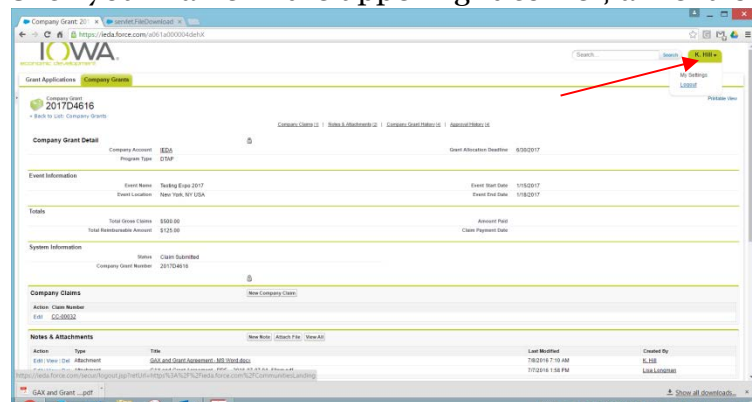 Company Grant: 201
servlet.FileDownload
https://ieda.force.com/a061a000004dehX
IOWA
economic development
Search...
Search
K. Hill
My Settings
Logout
Grant Applications
Company Grants
Company Grant
2017D4616
Printable View
« Back to List: Company Grants
Company Claims [1] | Notes & Attachments [2] | Company Grant History [4] | Approval History [4]
Company Grant Detail
Company Account IEDA
Grant Allocation Deadline 6/30/2017
Program Type DTAP
Event Information
Event Name Testing Expo 2017
Event Start Date 1/15/2017
Event Location New York, NY USA
Event End Date 1/18/2017
Totals
Total Gross Claims $500.00
Amount Paid
Total Reimbursable Amount $125.00
Claim Payment Date
System Information
Status Claim Submitted
Company Grant Number 2017D4616
Company Claims
New Company Claim
Action Claim Number
Edit CC-00032
Notes & Attachments
New Note Attach File View All
Action Type Title Last Modified Created By
Edit | View | Del Attachment GAX and Grant Agreement - MS Word.docx 7/8/2016 7:10 AM K. Hill
Attachment 7/7/2016 1:58 PM Lisa Longman
GAX and Grant ....pdf
Show all downloads...